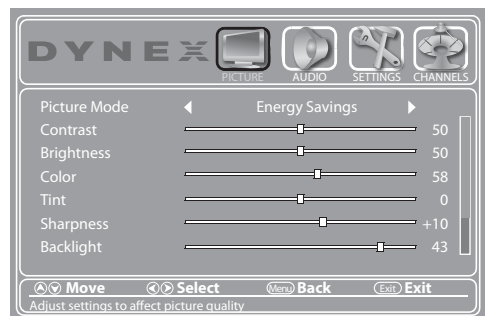 DYNEX
PICTURE AUDIO SETTINGS CHANNELS
Picture Mode Energy Savings
Contrast 50
Brightness 50
Color 58
Tint 0
Sharpness +10
Backlight 43
Move Select Menu Back Exit Exit
Adjust settings to affect picture quality